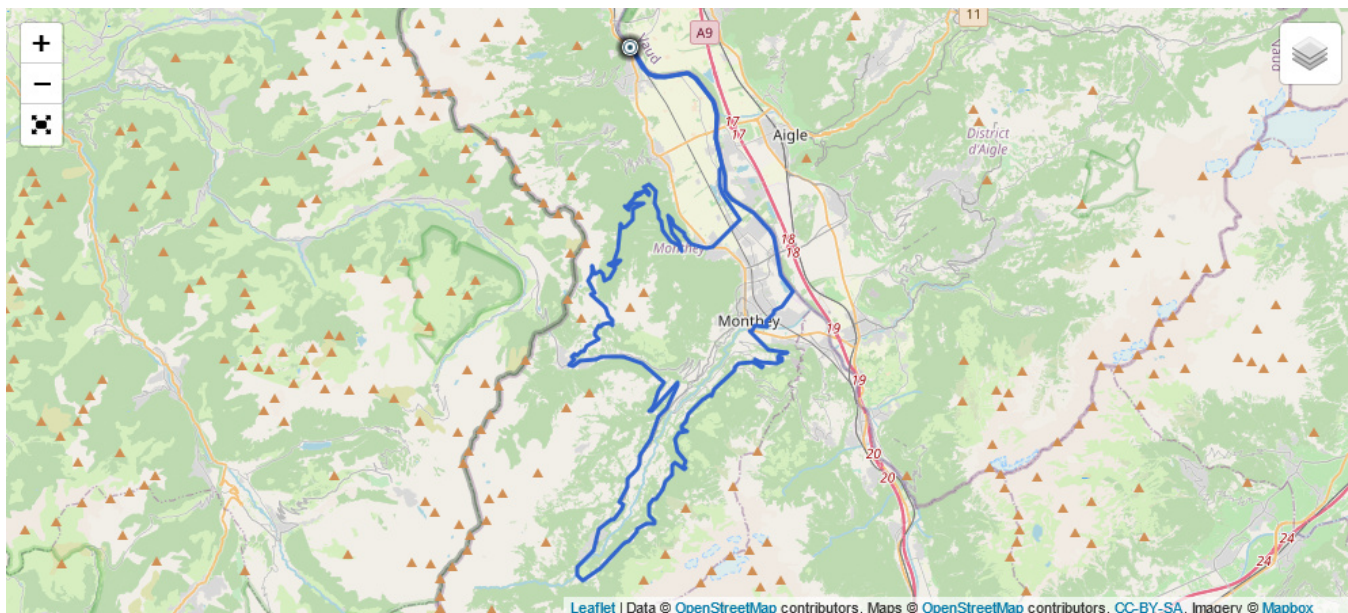 +
−
11
A9
Vaud
Vaud
17
17
Aigle
District
d'Aigle
18
18
Monthey
Monthey
19
19
20
20
24
24
Leaflet | Data © OpenStreetMap contributors, Maps © OpenStreetMap contributors, CC-BY-SA, Imagery © Mapbox